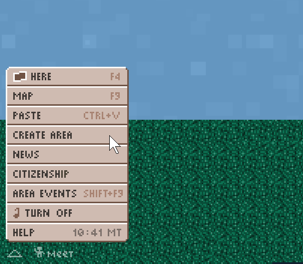 HERE F4
MAP F9
PASTE CTRL+V
CREATE AREA
NEWS
CITIZENSHIP
AREA EVENTS SHIFT+F9
TURN OFF
HELP 10:41 MT
MEET